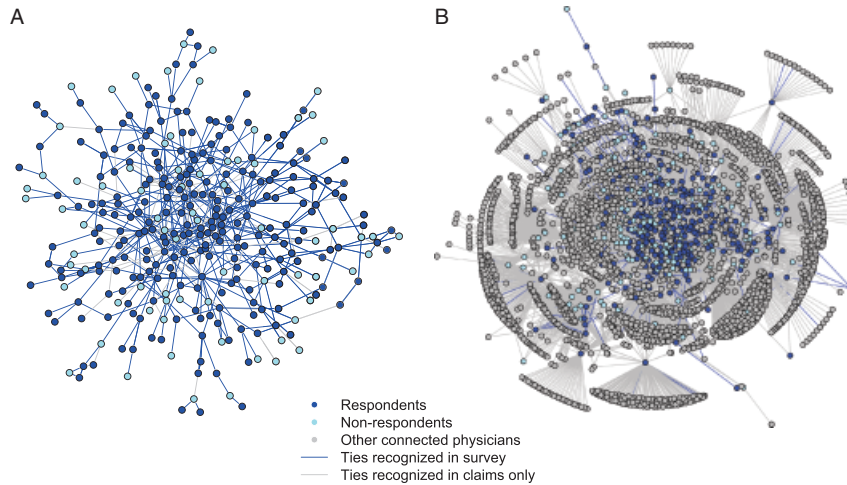 A
B
Respondents
Non-respondents
Other connected physicians
Ties recognized in survey
Ties recognized in claims only